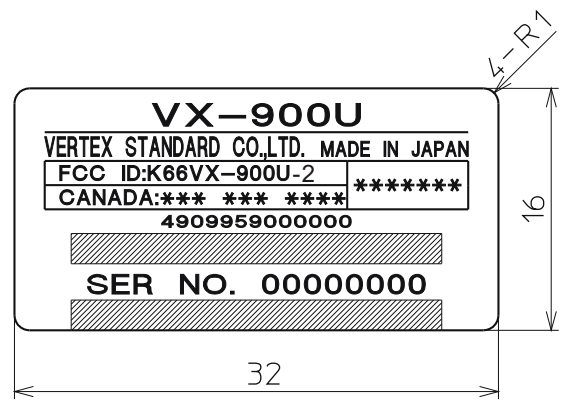 4-R1
VX-900U
VERTEX STANDARD CO.,LTD. MADE IN JAPAN
FCC ID:K66VX-900U-2
*******
CANADA:*** *** ****
4909959000000
SER NO. 00000000
16
32